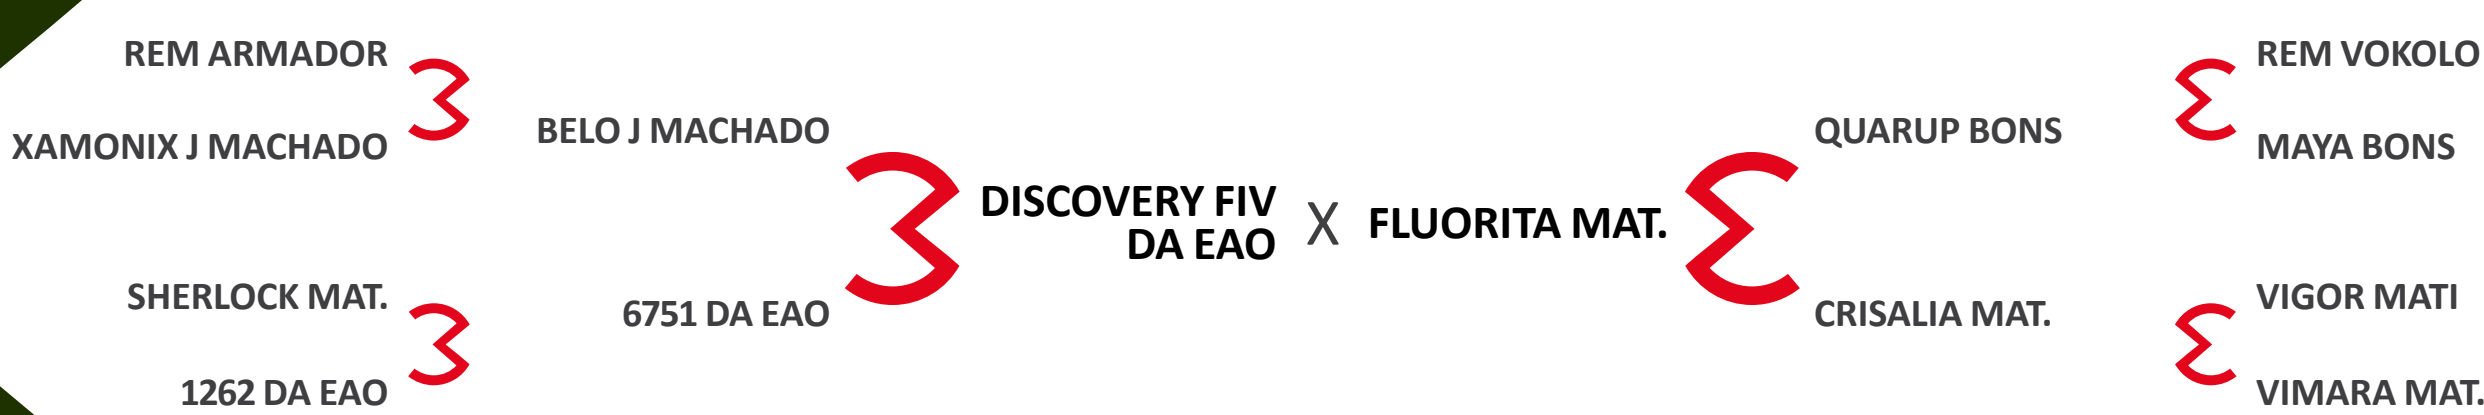 REM ARMADOR
XAMONIX J MACHADO
BELO J MACHADO
SHERLOCK MAT.
1262 DA EAO
6751 DA EAO
DISCOVERY FIV
DA EAO
X
FLUORITA MAT.
QUARUP BONS
REM VOKOLO
MAYA BONS
CRISALIA MAT.
VIGOR MATI
VIMARA MAT.